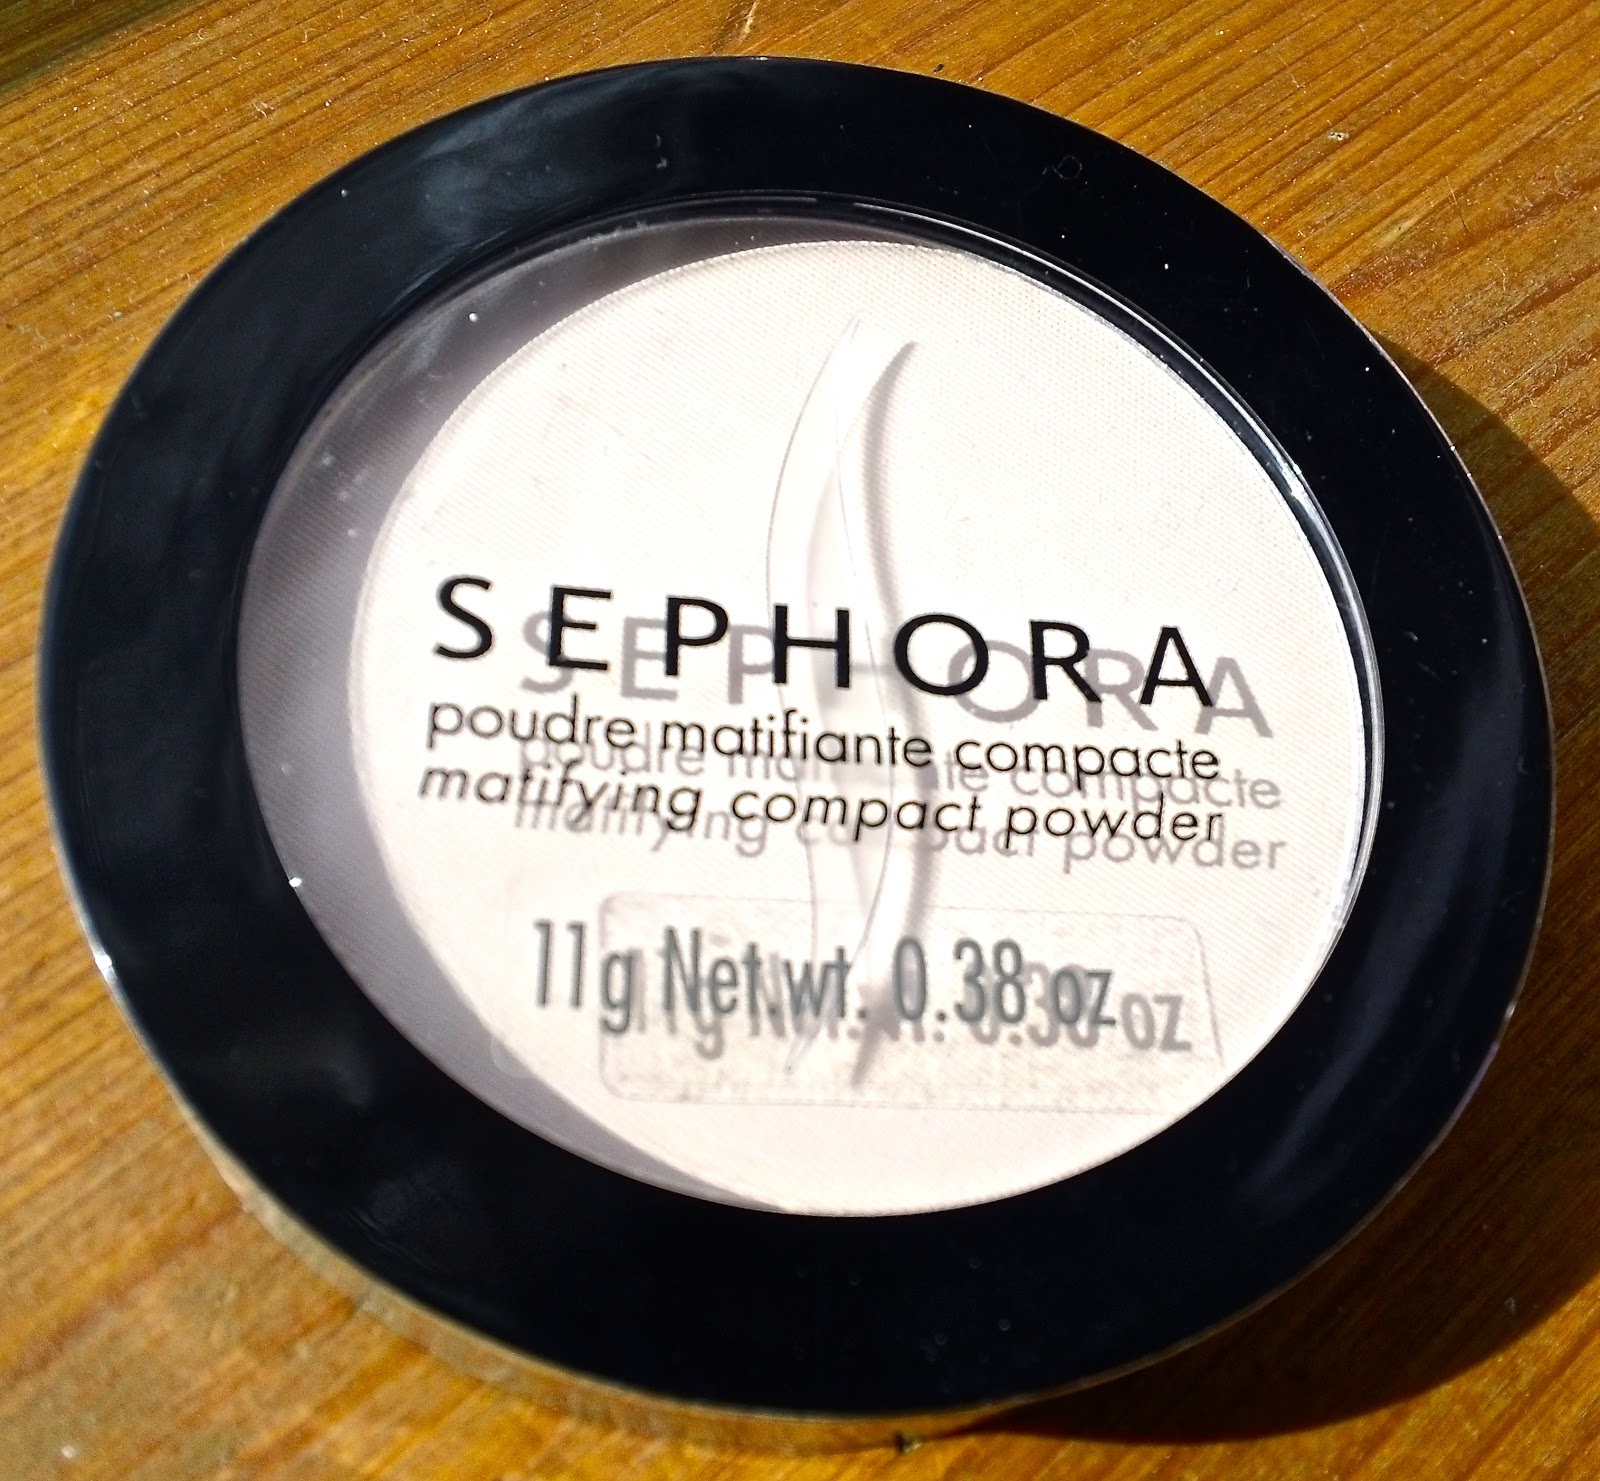 SEPHORA
poudre matifiante compacte
matifying compact powder
11g Net.wt. 0.38 oz